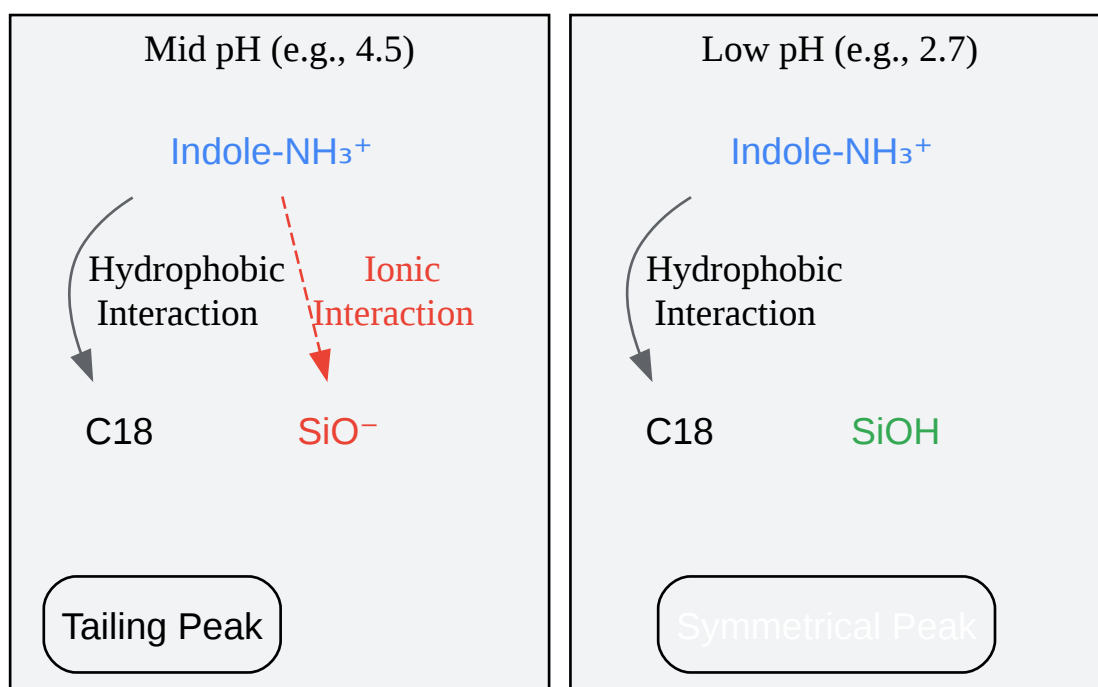 Mid pH (e.g., 4.5)
Indole-NH₃⁺
Hydrophobic
Interaction
Ionic
Interaction
C18
SiO⁻
Tailing Peak
Low pH (e.g., 2.7)
Indole-NH₃⁺
Hydrophobic
Interaction
C18
SiOH
Symmetrical Peak